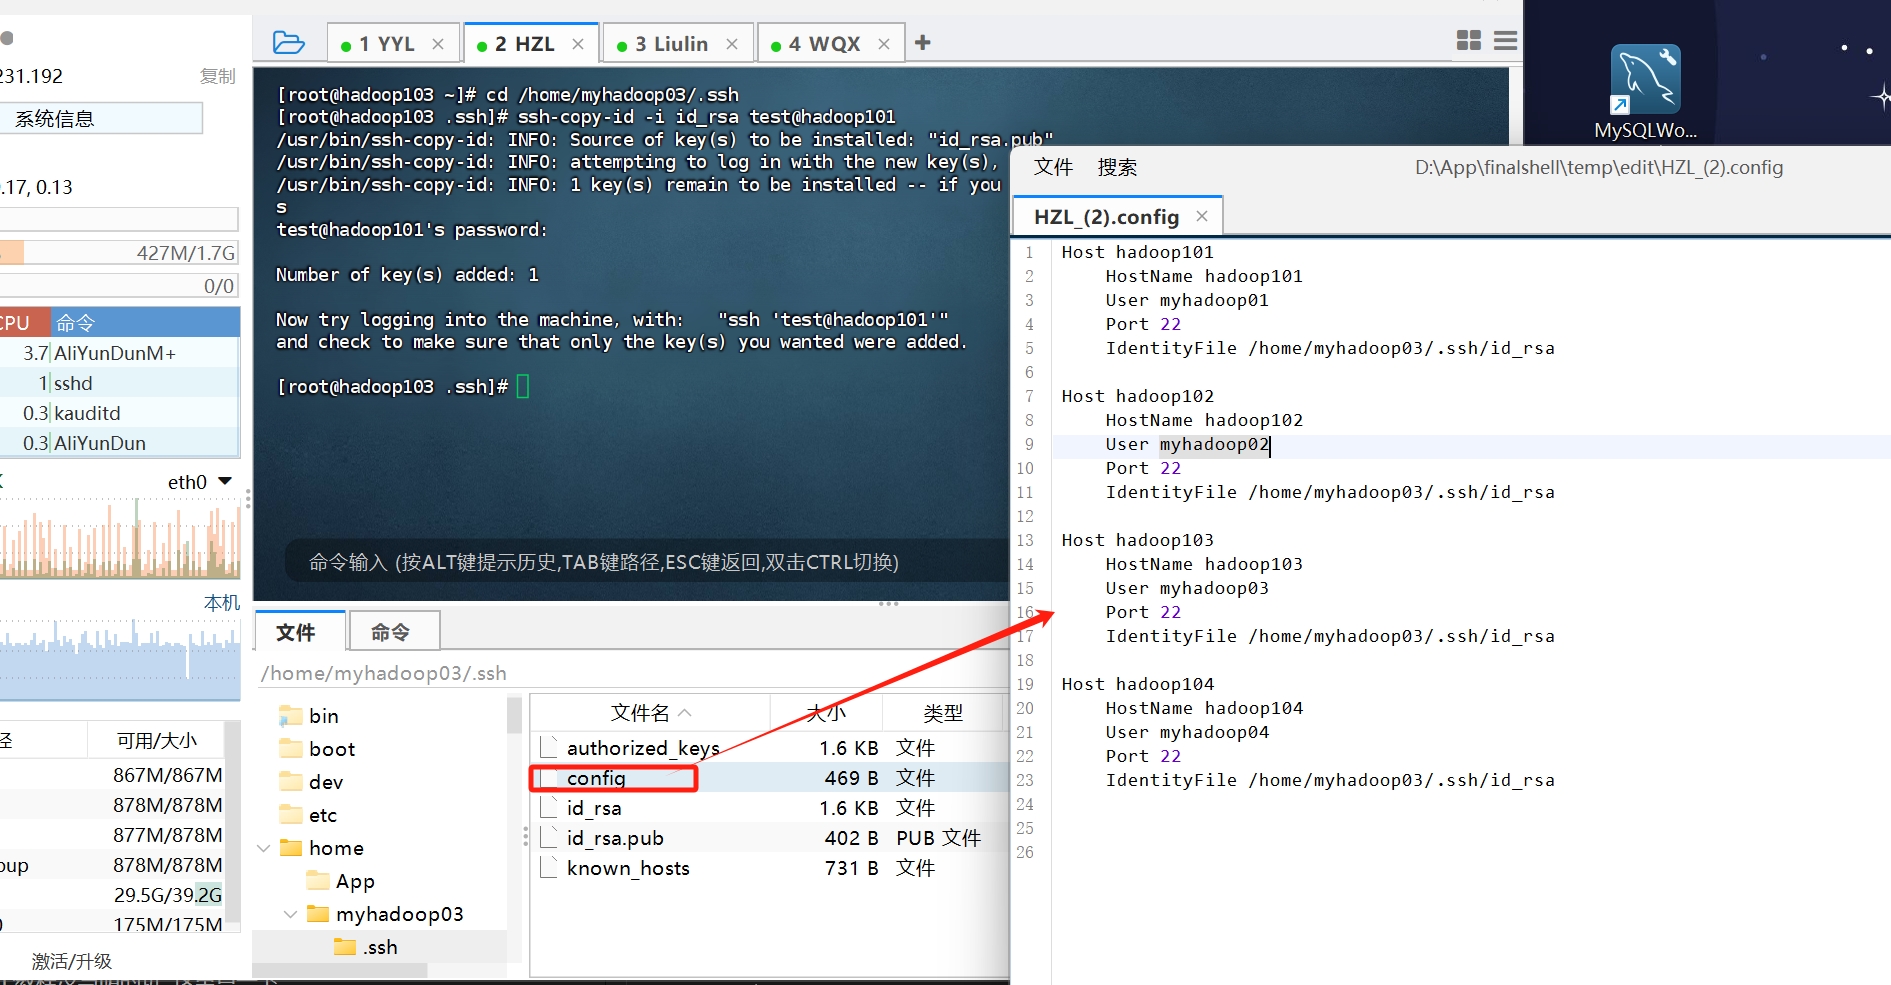 231.192
复制
系统信息
.17, 0.13
427M/1.7G
0/0
CPU 命令
3.7 AliYunDunM+
1 sshd
0.3 kauditd
0.3 AliYunDun
eth0
本机
可用/大小
867M/867M
878M/878M
877M/878M
oup 878M/878M
29.5G/39.2G
175M/175M
激活/升级
1 YYL
2 HZL
3 Liulin
4 WQX
[root@hadoop103 ~]# cd /home/myhadoop03/.ssh
[root@hadoop103 .ssh]# ssh-copy-id -i id_rsa test@hadoop101
/usr/bin/ssh-copy-id: INFO: Source of key(s) to be installed: "id_rsa.pub"
/usr/bin/ssh-copy-id: INFO: attempting to log in with the new key(s),
/usr/bin/ssh-copy-id: INFO: 1 key(s) remain to be installed -- if you
s
test@hadoop101's password:
Number of key(s) added: 1
Now try logging into the machine, with:   "ssh 'test@hadoop101'"
and check to make sure that only the key(s) you wanted were added.
[root@hadoop103 .ssh]#
命令输入 (按ALT键提示历史,TAB键路径,ESC键返回,双击CTRL切换)
文件 命令
/home/myhadoop03/.ssh
bin
boot
dev
etc
home
App
myhadoop03
.ssh
文件名 大小 类型
authorized_keys 1.6 KB 文件
config 469 B 文件
id_rsa 1.6 KB 文件
id_rsa.pub 402 B PUB 文件
known_hosts 731 B 文件
MySQLWo...
文件 搜索 D:\App\finalshell\temp\edit\HZL_(2).config
HZL_(2).config
1 Host hadoop101
2 HostName hadoop101
3 User myhadoop01
4 Port 22
5 IdentityFile /home/myhadoop03/.ssh/id_rsa
6
7 Host hadoop102
8 HostName hadoop102
9 User myhadoop02
10 Port 22
11 IdentityFile /home/myhadoop03/.ssh/id_rsa
12
13 Host hadoop103
14 HostName hadoop103
15 User myhadoop03
16 Port 22
17 IdentityFile /home/myhadoop03/.ssh/id_rsa
18
19 Host hadoop104
20 HostName hadoop104
21 User myhadoop04
22 Port 22
23 IdentityFile /home/myhadoop03/.ssh/id_rsa
24
25
26